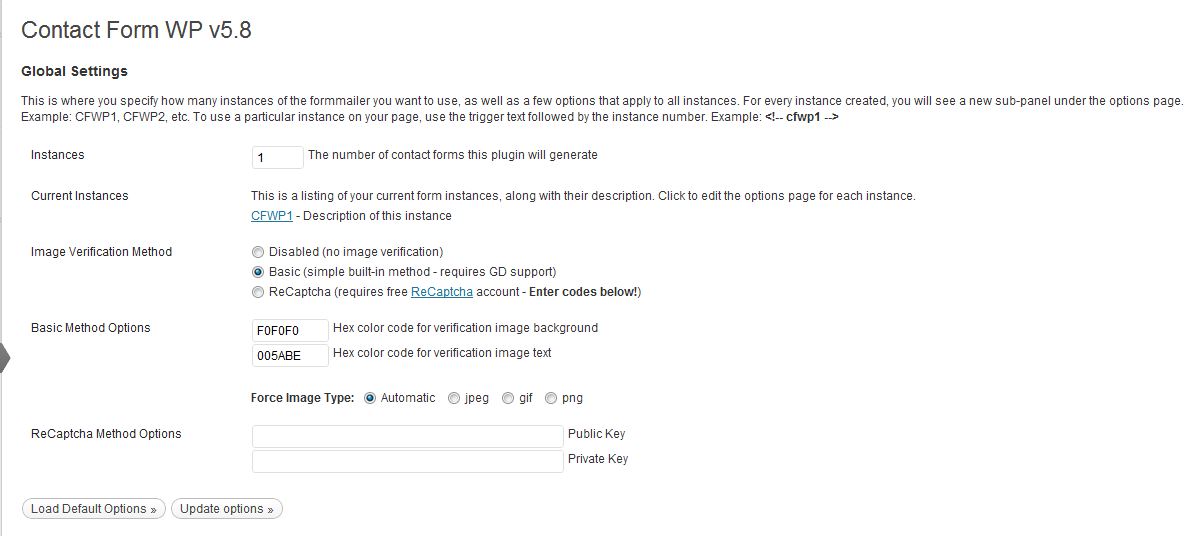 Contact Form WP v5.8
Global Settings
This is where you specify how many instances of the formmailer you want to use, as well as a few options that apply to all instances. For every instance created, you will see a new sub-panel under the options page.
Example: CFWP1, CFWP2, etc. To use a particular instance on your page, use the trigger text followed by the instance number. Example: <!-- cfwp1 -->
Instances 1 The number of contact forms this plugin will generate
Current Instances This is a listing of your current form instances, along with their description. Click to edit the options page for each instance.
CFWP1 - Description of this instance
Image Verification Method Disabled (no image verification)
Basic (simple built-in method - requires GD support)
ReCaptcha (requires free ReCaptcha account - Enter codes below!)
Basic Method Options F0F0F0 Hex color code for verification image background
005ABE Hex color code for verification image text
Force Image Type: Automatic jpeg gif png
ReCaptcha Method Options Public Key
Private Key
Load Default Options » Update options »